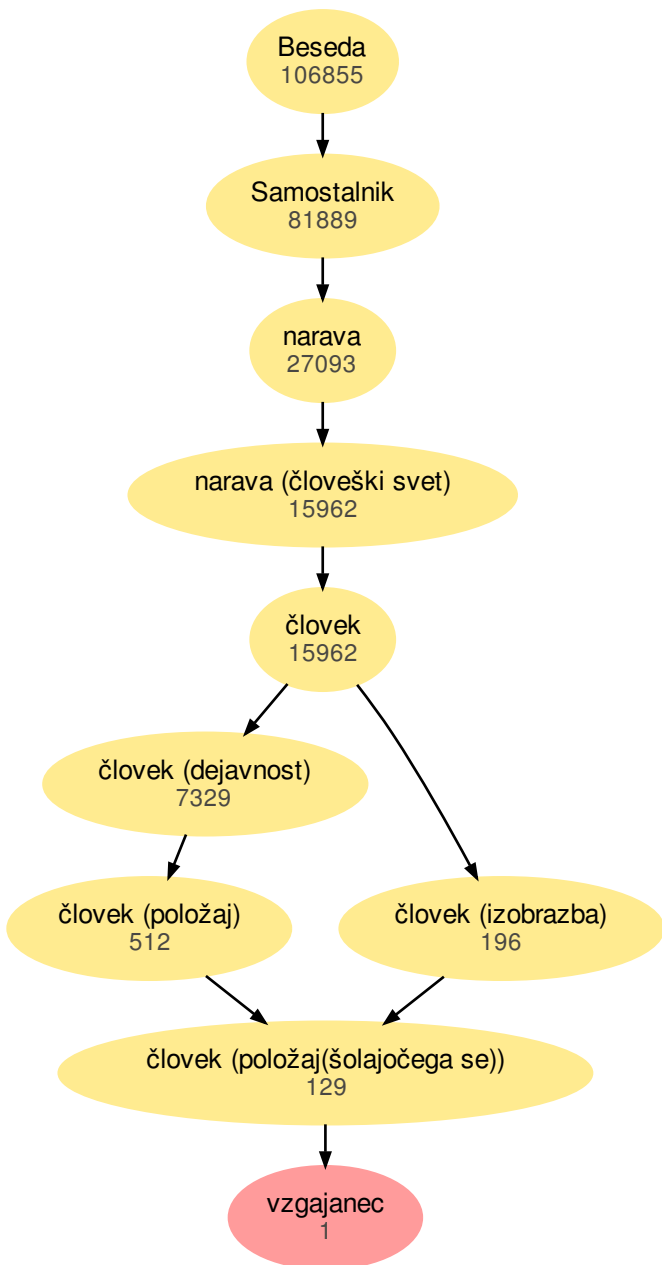 Beseda
106855
Samostalnik
81889
narava
27093
narava (človeški svet)
15962
človek
15962
človek (dejavnost)
7329
človek (položaj)
512
človek (izobrazba)
196
človek (položaj(šolajočega se))
129
vzgajanec
1